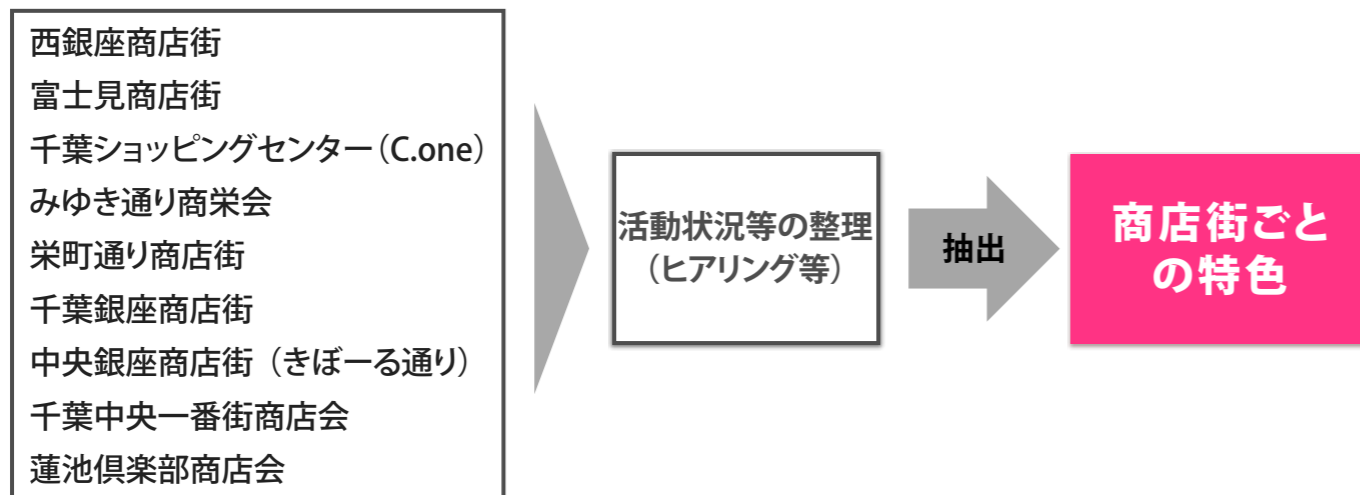 西銀座商店街
富士見商店街
千葉ショッピングセンター（C.one）
みゆき通り商栄会
栄町通り商店街
千葉銀座商店街
中央銀座商店街（きぼーる通り）
千葉中央一番街商店会
蓮池倶楽部商店会
活動状況等の整理
（ヒアリング等）
抽出
商店街ごと
の特色